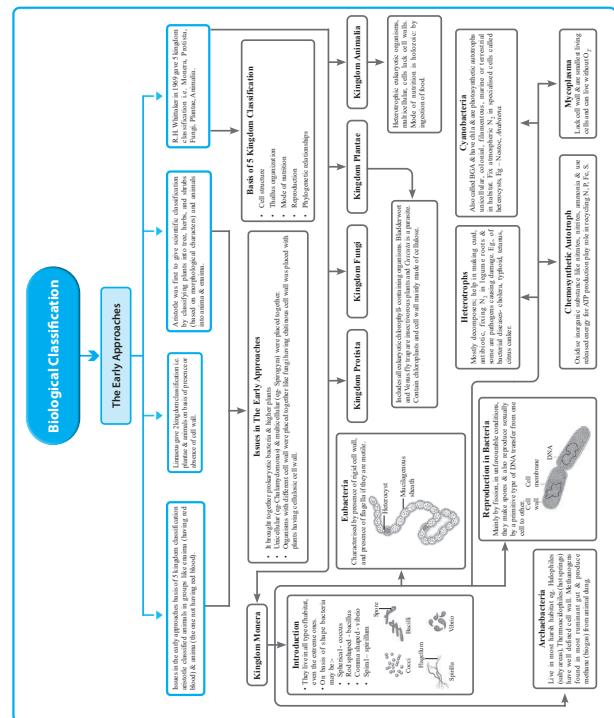 Biological Classification
The Early Approaches
Issues in the early approaches basis of 5 kingdom classification
aristotle classified animals in groups like enaima (having red
blood) & anaima (the one not having red blood).
Linnaeus gave 2 kingdom classification i.e.
plantae & animals on basis of presence or
absence of cell wall.
Aristotle was first to give scientific classification
by classifying plants into tree, herbs, and shrubs
(based on morphological characters) and animals
into anaima & enaima.
R.H. Whittaker in 1969 gave 5 kingdom
classification i.e. Monera, Protista,
Fungi, Plantae, Animalia.
Issues in The Early Approaches
• It brought together prokaryotic bacteria & higher plants
• Unicellular (eg- Chalamydomonas) & multicellular (eg- Spirogyra) were placed together.
• Organisms with different cell wall were placed together like fungi having chitinous cell wall was placed with
plants having cellulosic cell wall.
Basis of 5 Kingdom Classification
• Cell structure
• Thallus organization
• Mode of nutrition
• Reproduction
• Phylogenetic relationships
Kingdom Monera
Kingdom Protista
Kingdom Fungi
Kingdom Plantae
Kingdom Animalia
Introduction
• They live in all type of habitat,
even the extreme ones.
• On basis of shape bacteria
may be:-
• Spherical – coccus
• Rod shaped – bacillus
• Comma shaped – vibrio
• Spiral – spirillum
Cocci
Spore
Bacilli
Flagellum
Spirilla
Vibrio
Eubacteria
Characterised by presence of rigid cell wall,
and presence of flagella if they are motile.
Heterocyst
Mucilagenous
sheath
Includes all eukaryotic chlorophyll- containing organisms. Bladderwort
and Venus fly trap are insectivorous plants and Cuscuta is a parasite.
Contain chloroplasts and cell wall mainly made of cellulose.
Heterotrophic eukaryotic organisms,
multicellular, cells lack cell walls.
Mode of nutrition is holozoic: by
ingestion of food.
Archaebacteria
Live in most harsh habitat eg. Halophiles
(salty areas), Thermoacidophiles (hot springs)
have well defined cell wall. Methanogens
found in most ruminant gut & produce
methane (biogas) from animal dung.
Reproduction in Bacteria
Mainly by fission, in unfavourable conditions,
they make spores & also reproduce sexually
by a primitive type of DNA transfer from one
cell to other.
Cell
wall
Cell
membrane
DNA
Heterotrophs
Mostly decomposers, help in making curd,
antibiotic, fixing N2 in legume roots &
some are pathogens causing damage. Eg., of
bacterial diseases- cholera, typhoid, tetanus,
citrus canker.
Cyanobacteria
Also called BGA & have chl a & are photosynthetic autotrophs
unicellular, colonial, filamentous, marine or terrestrial
in habitat. Fix atmospheric N2 in specialised cells called
heterocysts, Eg – Nostoc, Anabaena.
Chemosynthetic Autotroph
Oxidise inorganic substance like nitrates, nitrites, ammonia & use
released energy for ATP production play role in recycling N, P, Fe, S.
Mycoplasma
Lack cell wall & are smallest living
cells and can live without O2.